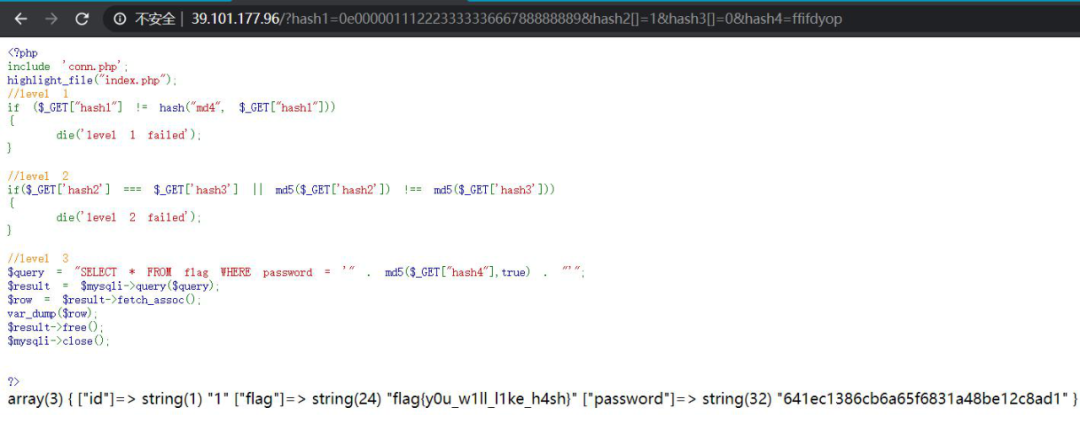 不安全 | 39.101.177.96/?hash1=0e00000111222333333666788888889&hash2[]=1&hash3[]=0&hash4=ffifdyop
<?php
include 'conn.php';
highlight_file("index.php");
//level 1
if ($_GET["hash1"] != hash("md4", $_GET["hash1"]))
{
die('level 1 failed');
}
//level 2
if($_GET['hash2'] === $_GET['hash3'] || md5($_GET['hash2']) !== md5($_GET['hash3']))
{
die('level 2 failed');
}
//level 3
$query = "SELECT * FROM flag WHERE password = '" . md5($_GET["hash4"],true) . "'";
$result = $mysqli->query($query);
$row = $result->fetch_assoc();
var_dump($row);
$result->free();
$mysqli->close();
?>
array(3) { ["id"]=> string(1) "1" ["flag"]=> string(24) "flag{y0u_w1ll_l1ke_h4sh}" ["password"]=> string(32) "641ec1386cb6a65f6831a48be12c8ad1" }